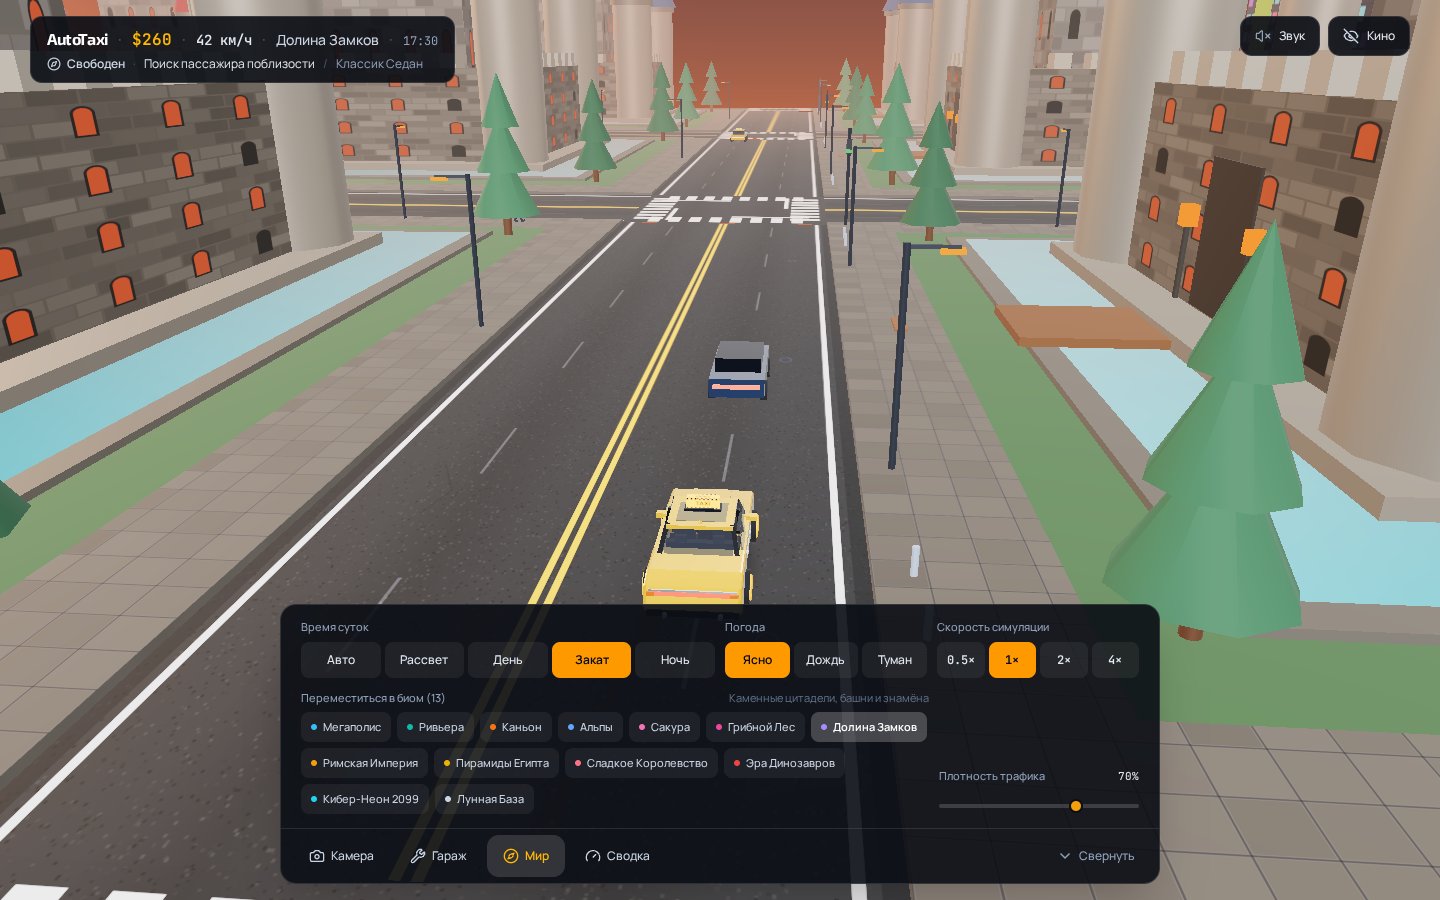 AutoTaxi · $260 · 42 км/ч · Долина Замков · 17:30
Свободен · Поиск пассажира поблизости / Классик Седан
Звук
Кино
Время суток
Авто
Рассвет
День
Закат
Ночь
Погода
Ясно
Дождь
Туман
Скорость симуляции
0.5×
1×
2×
4×
Переместиться в биом (13)
Каменные цитадели, башни и знамёна
Мегаполис
Ривьера
Каньон
Альпы
Сакура
Грибной Лес
Долина Замков
Римская Империя
Пирамиды Египта
Сладкое Королевство
Эра Динозавров
Кибер-Неон 2099
Лунная База
Плотность трафика
70%
Камера
Гараж
Мир
Сводка
Свернуть